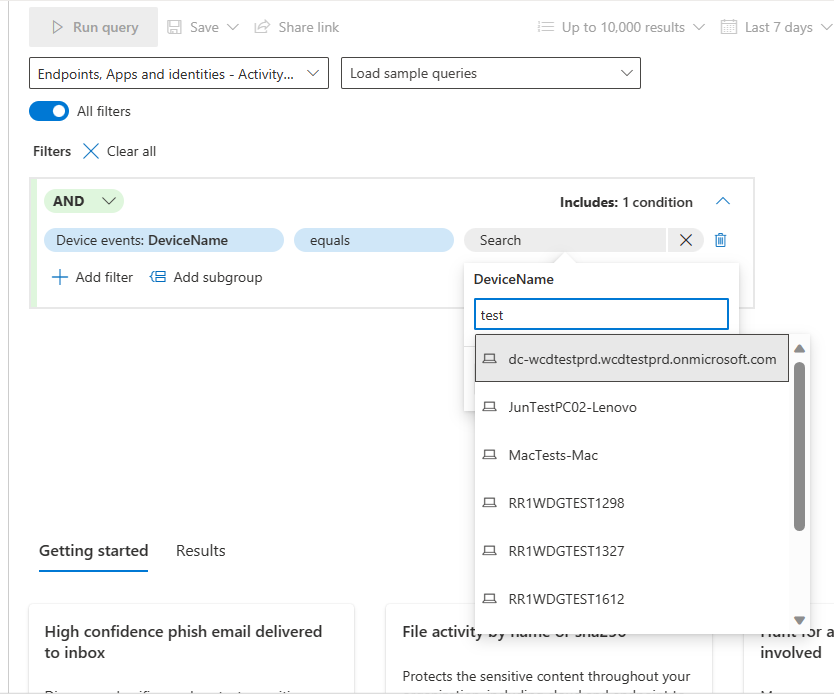 Run query Save Share link Up to 10,000 results Last 7 days
Endpoints, Apps and identities - Activity... Load sample queries
All filters
Filters Clear all
AND Includes: 1 condition
Device events: DeviceName equals Search
Add filter Add subgroup
DeviceName
test
dc-wcdtestprd.wcdtestprd.onmicrosoft.com
JunTestPC02-Lenovo
MacTests-Mac
RR1WDGTEST1298
RR1WDGTEST1327
RR1WDGTEST1612
Getting started Results
High confidence phish email delivered
to inbox
File activity by name or sha256
Protects the sensitive content throughout your
Hunt for a
involved